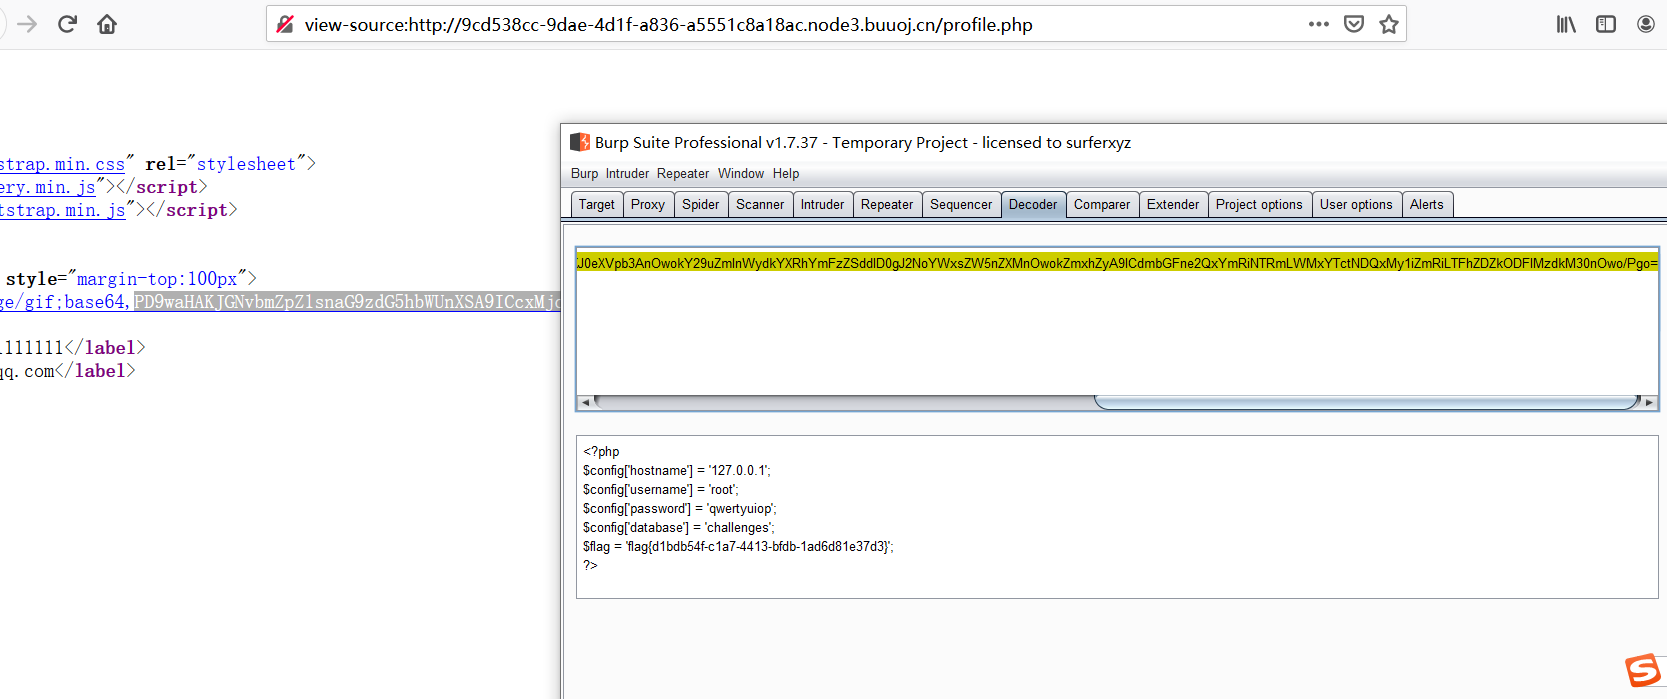 view-source:http://9cd538cc-9dae-4d1f-a836-a5551c8a18ac.node3.buuoj.cn/profile.php
strap.min.css" rel="stylesheet">
ery.min.js"></script>
tstrap.min.js"></script>
style="margin-top:100px">
ge/gif;base64,PD9waHAKJGNvbmZpZ1snaG9zdG5hbWUnXSA9ICcxMjc
1111111</label>
qq.com</label>
Burp Suite Professional v1.7.37 - Temporary Project - licensed to surferxyz
Burp Intruder Repeater Window Help
Target Proxy Spider Scanner Intruder Repeater Sequencer Decoder Comparer Extender Project options User options Alerts
J0eXVpb3AnOwokY29uZmlnWydkYXRhYmFzZSddID0gJ2NoYWxsZW5nZXMnOwokZmxhZyA9ICdmbGFne2QxYmRiNTRmLWMxYTctNDQxMy1iZmRiLTFhZDZkODFlMzdkM30nOwo/Pgo=
<?php
$config['hostname'] = '127.0.0.1';
$config['username'] = 'root';
$config['password'] = 'qwertyuiop';
$config['database'] = 'challenges';
$flag = 'flag{d1bdb54f-c1a7-4413-bfdb-1ad6d81e37d3}';
?>